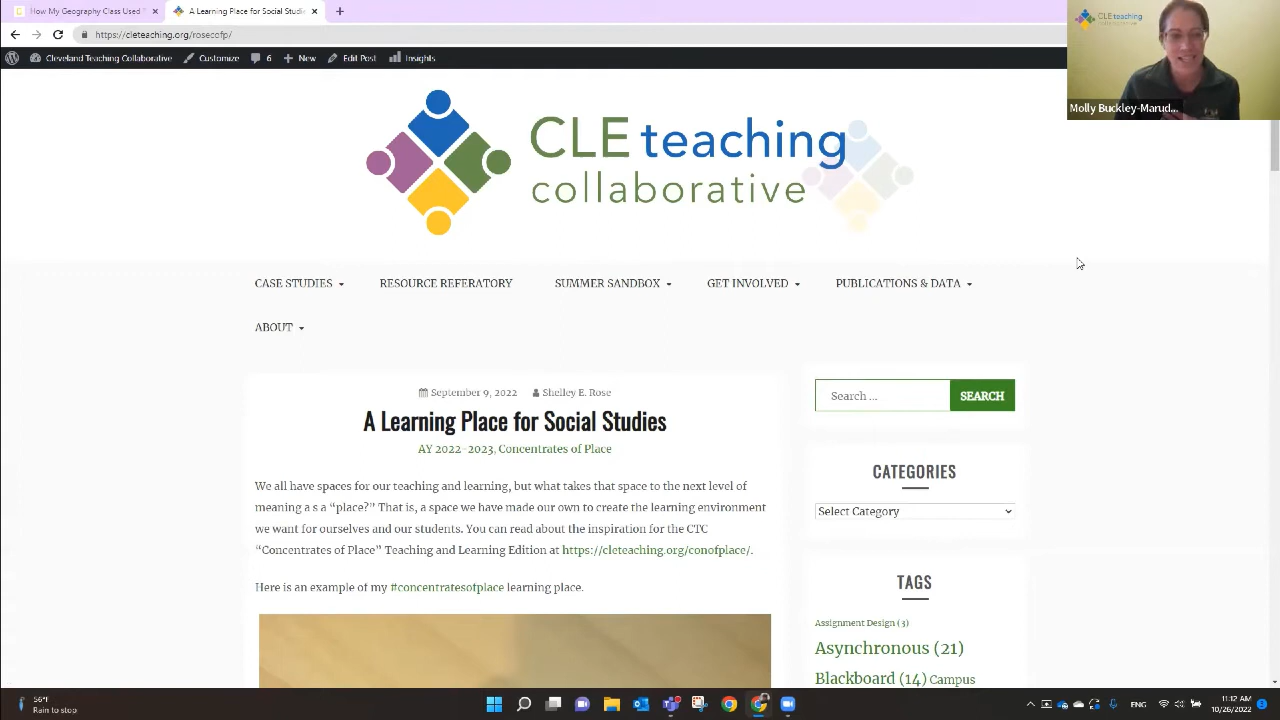 How My Geography Class Used
A Learning Place for Social Studie
https://cleteaching.org/rosecofp/
Cleveland Teaching Collaborative
Customize
6
New
Edit Post
Insights
CLE teaching
collaborative
Molly Buckley-Marud...
CLE teaching
collaborative
CASE STUDIES
RESOURCE REFERATORY
SUMMER SANDBOX
GET INVOLVED
PUBLICATIONS & DATA
ABOUT
September 9, 2022 Shelley E. Rose
A Learning Place for Social Studies
AY 2022-2023, Concentrates of Place
We all have spaces for our teaching and learning, but what takes that space to the next level of
meaning a s a “place?” That is, a space we have made our own to create the learning environment
we want for ourselves and our students. You can read about the inspiration for the CTC
“Concentrates of Place” Teaching and Learning Edition at https://cleteaching.org/conofplace/.
Here is an example of my #concentratesofplace learning place.
Search ...
SEARCH
CATEGORIES
Select Category
TAGS
Assignment Design (3)
Asynchronous (21)
Blackboard (14) Campus
56°F
Rain to stop
ENG
11:12 AM
10/26/2022